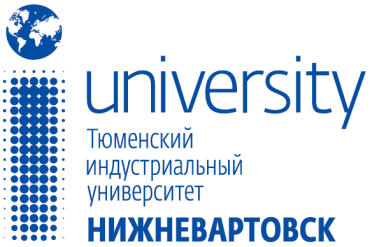 university
Тюменский
индустриальный
университет
НИЖНЕВАРТОВСК